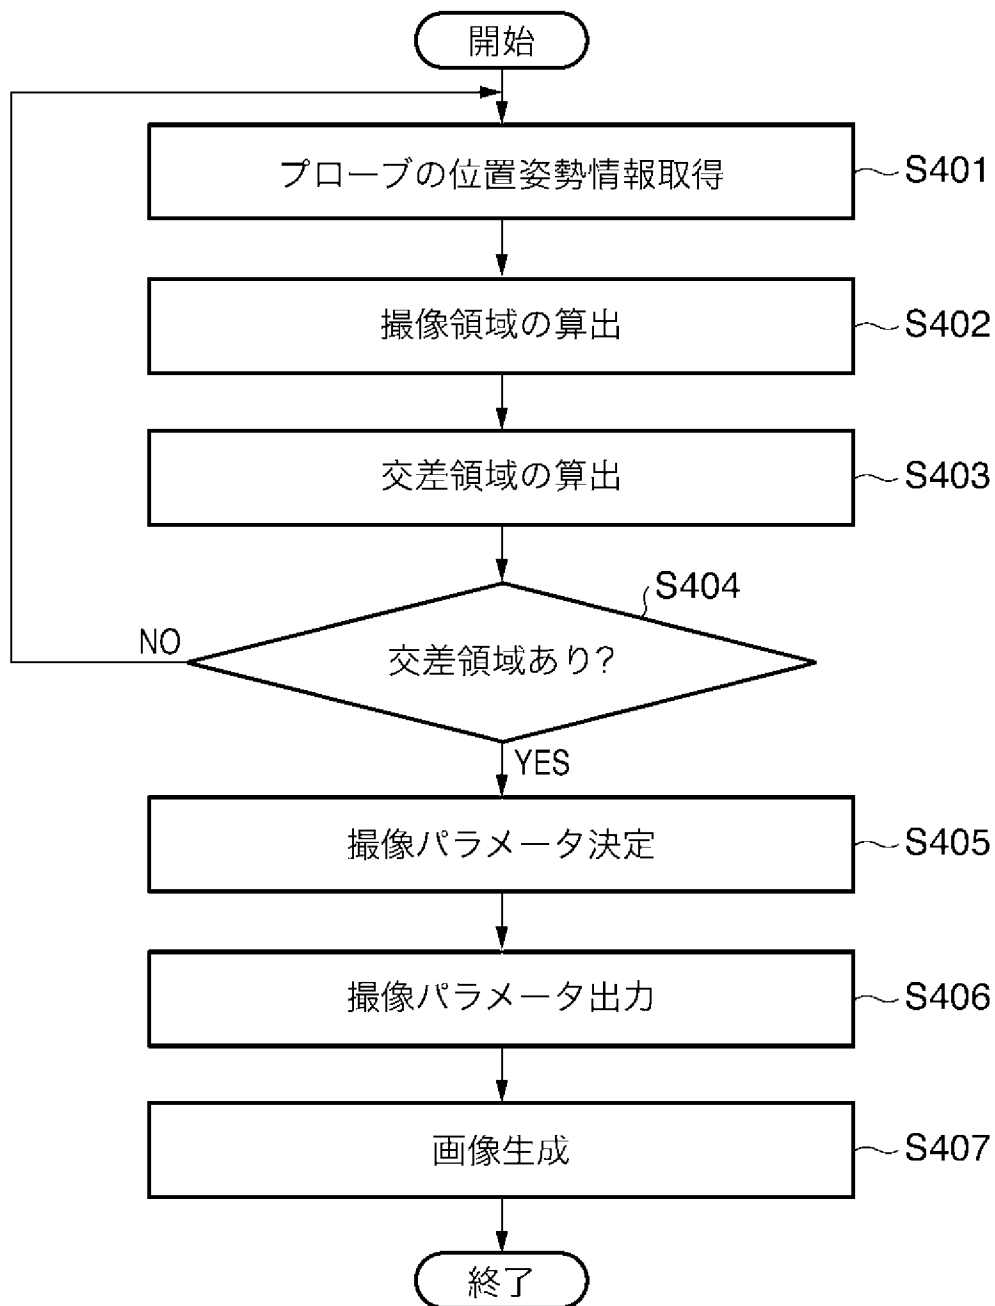 開始
プローブの位置姿勢情報取得
S401
撮像領域の算出
S402
交差領域の算出
S403
S404
交差領域あり?
NO
YES
撮像パラメータ決定
S405
撮像パラメータ出力
S406
画像生成
S407
終了